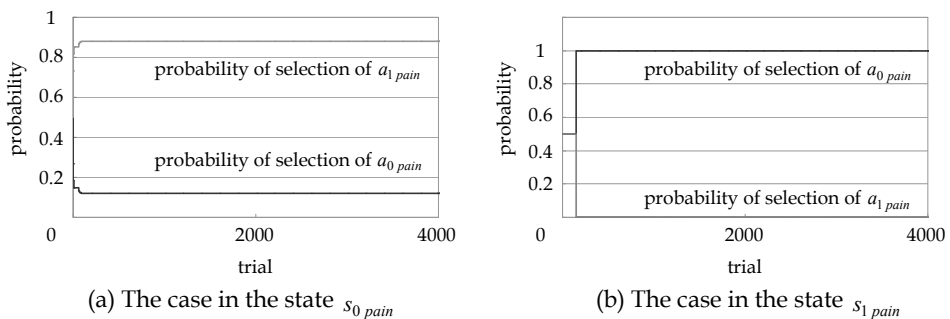 1
0.8
0.6
0.4
0.2
0
2000
4000
probability
trial
probability of selection of a1 pain
probability of selection of a0 pain
(a) The case in the state s0 pain
1
0.8
0.6
0.4
0.2
0
2000
4000
probability
trial
probability of selection of a0 pain
probability of selection of a1 pain
(b) The case in the state s1 pain